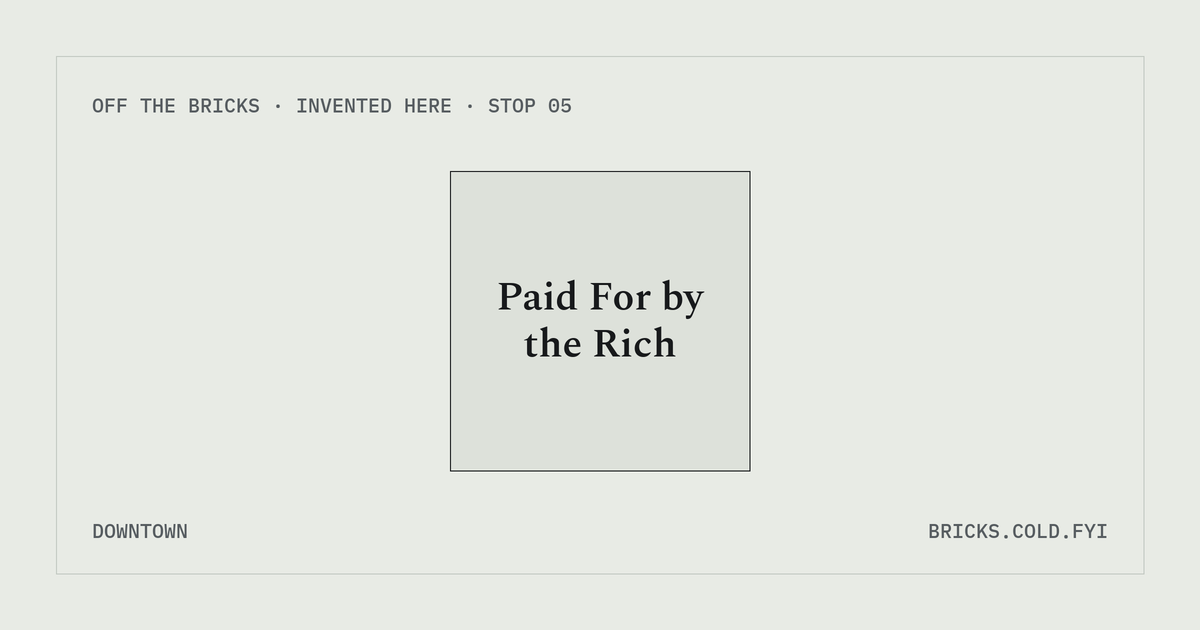 OFF THE BRICKS · INVENTED HERE · STOP 05
Paid For by
the Rich
DOWNTOWN
BRICKS.COLD.FYI